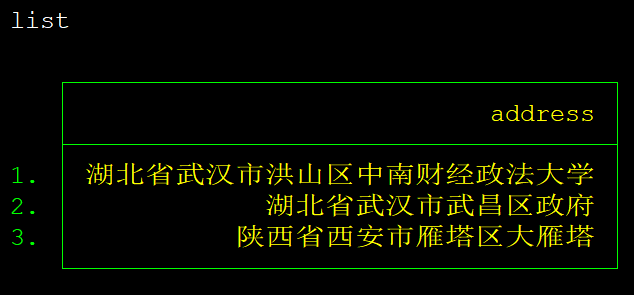 list
address
1. 湖北省武汉市洪山区中南财经政法大学
2. 湖北省武汉市武昌区政府
3. 陕西省西安市雁塔区大雁塔